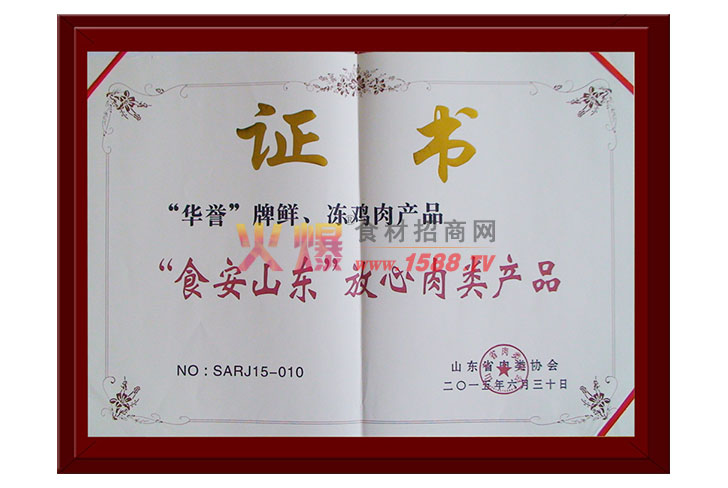 证书
“华誉”牌鲜、冻鸡肉产品
火爆食材招商网
www.1588.TV
“食安山东”放心肉类产品
NO：SARJ15-010
山东省肉类协会
二〇一五年六月三十日